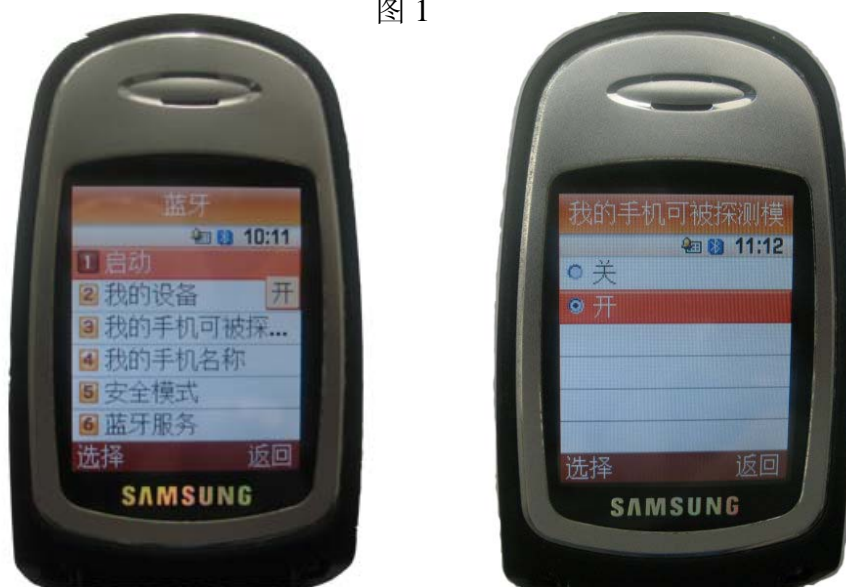 图 1
蓝牙
10:11
1 启动
2 我的设备 开
3 我的手机可被探...
4 我的手机名称
5 安全模式
6 蓝牙服务
选择 返回
SAMSUNG
我的手机可被探测模
11:12
关
开
选择 返回
SAMSUNG